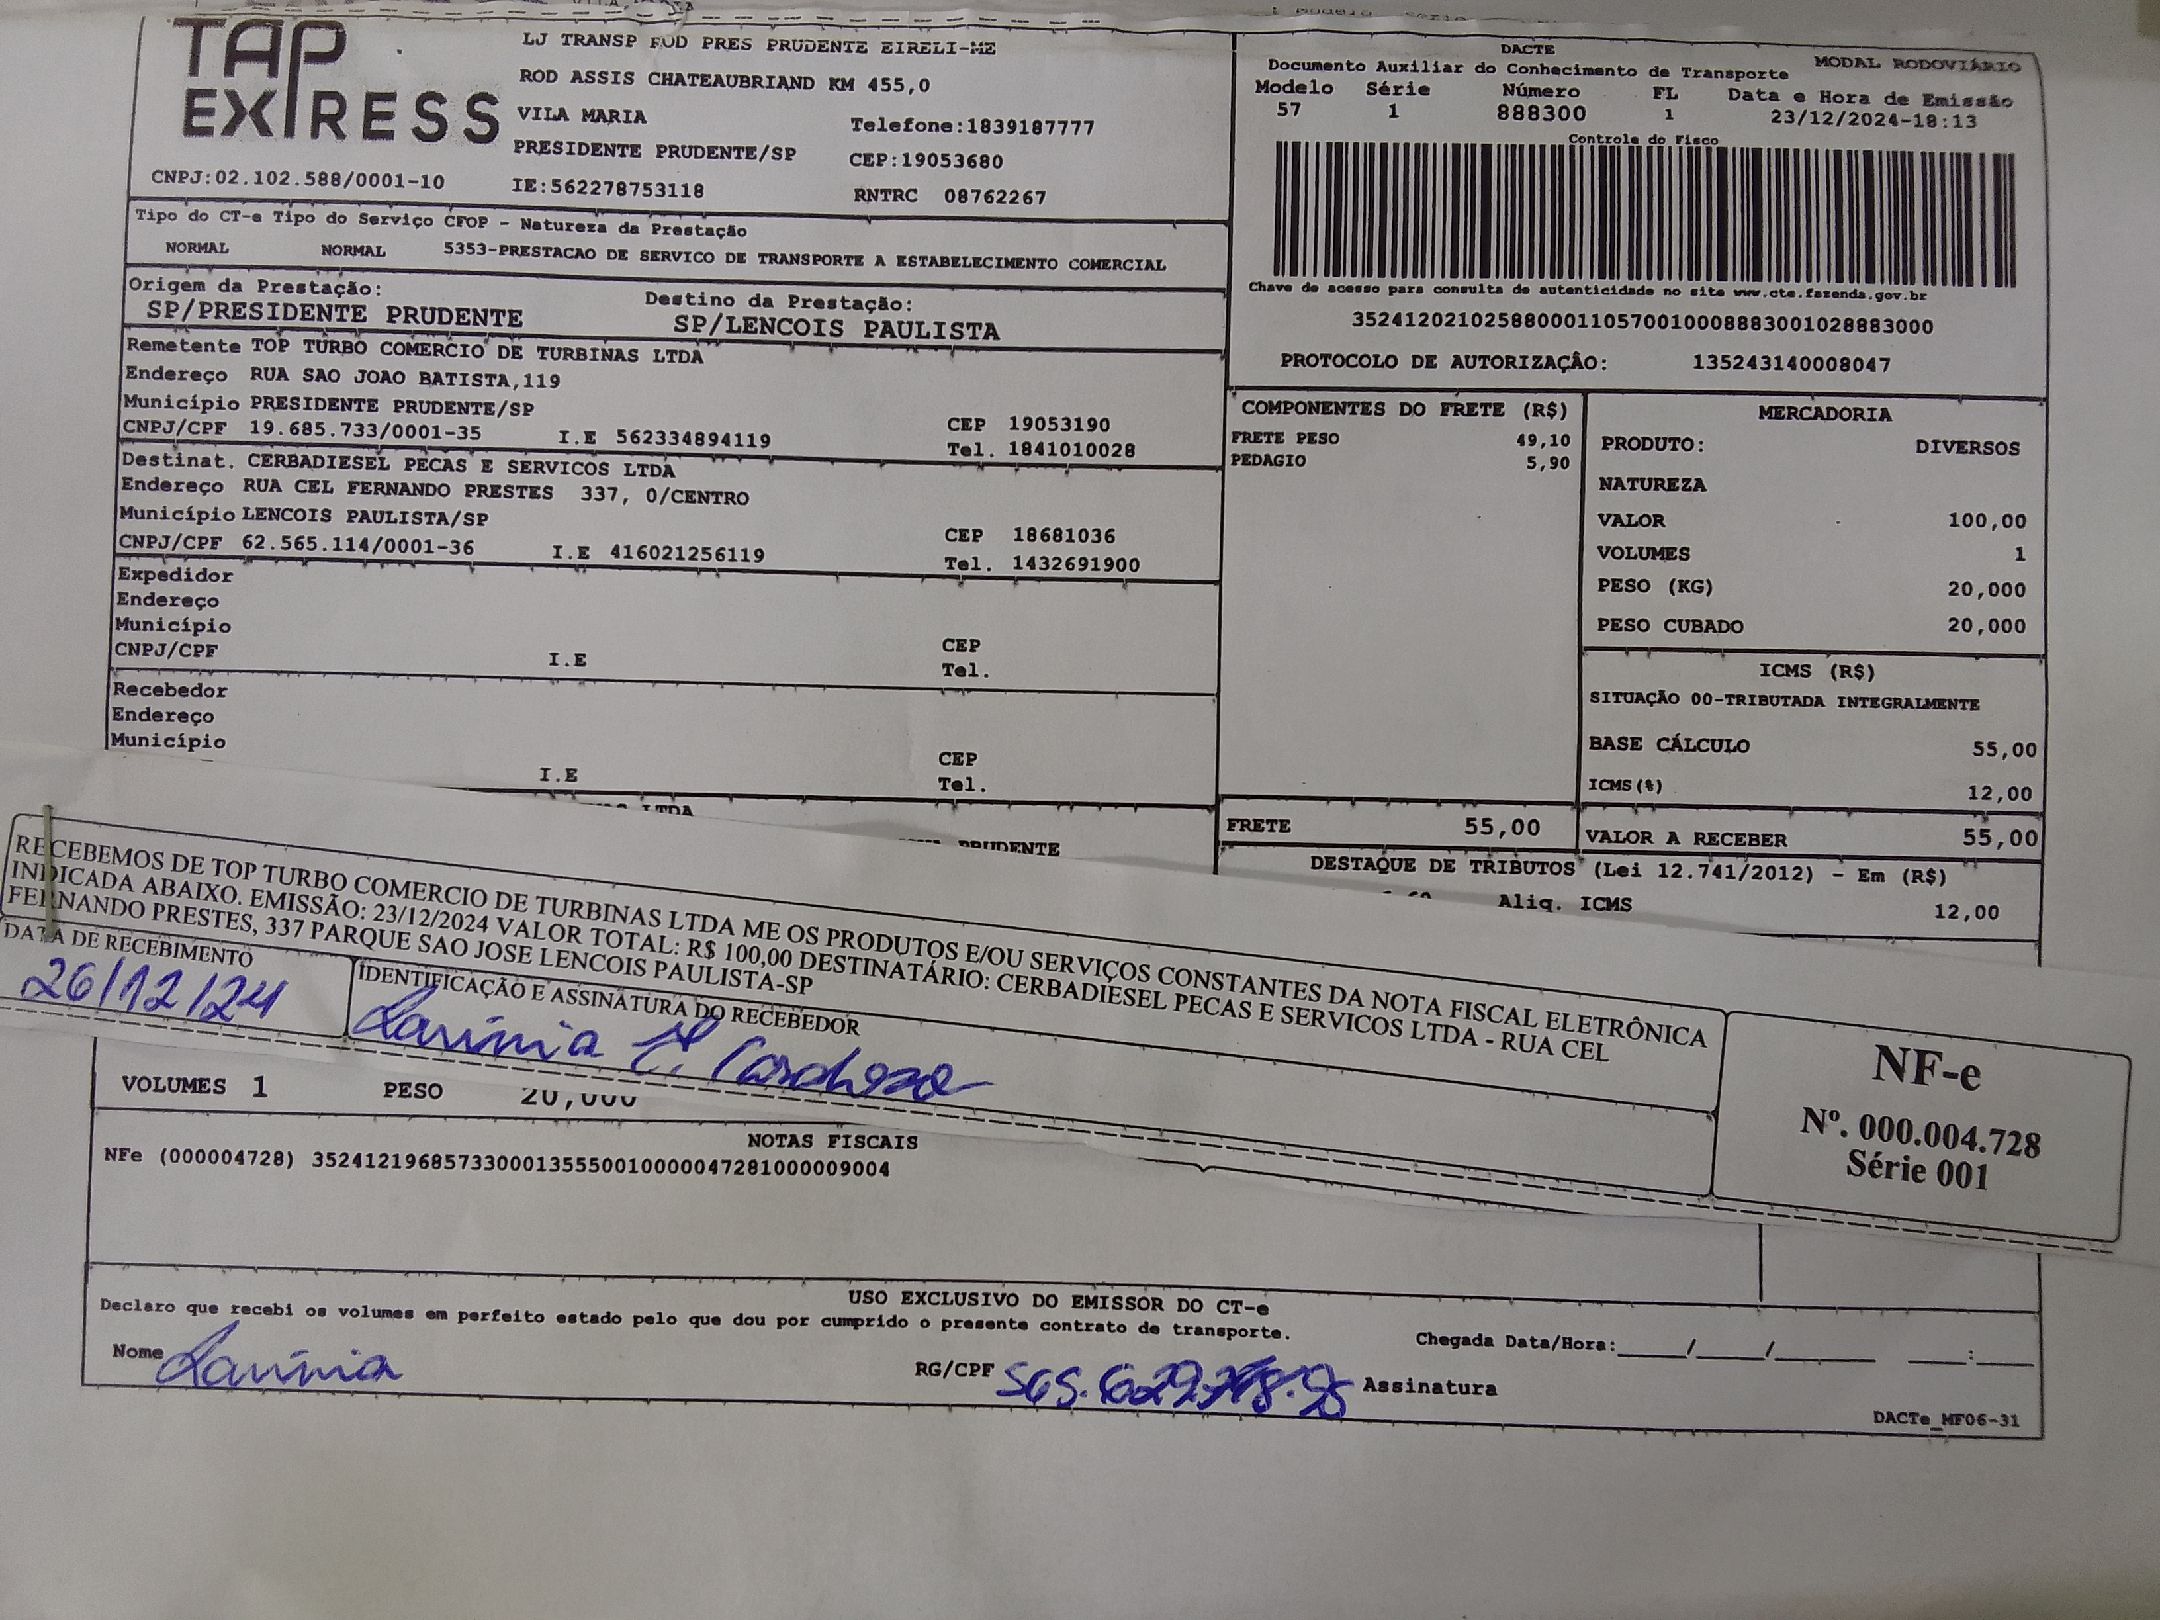 TAP
EXPRESS
CNPJ:02.102.588/0001-10
LJ TRANSP ROD PRES PRUDENTE EIRELI-ME
ROD ASSIS CHATEAUBRIAND KM 455,0
VILA MARIA
Telefone:1839187777
PRESIDENTE PRUDENTE/SP
CEP:19053680
IE:562278753118
RNTRC 08762267
DACTE
MODAL RODOVIÁRIO
Documento Auxiliar do Conhecimento de Transporte
Modelo Série Número FL Data e Hora de Emissão
57 1 888300 1 23/12/2024-18:13
Controle do Fisco
Chave de acesso para consulta de autenticidade no site www.cte.fazenda.gov.br
35241202102588000110570010008883001028883000
PROTOCOLO DE AUTORIZAÇÃO: 135243140008047
Tipo do CT-e Tipo do Serviço CFOP - Natureza da Prestação
NORMAL NORMAL 5353-PRESTACAO DE SERVICO DE TRANSPORTE A ESTABELECIMENTO COMERCIAL
Origem da Prestação: Destino da Prestação:
SP/PRESIDENTE PRUDENTE SP/LENCOIS PAULISTA
Remetente TOP TURBO COMERCIO DE TURBINAS LTDA
Endereço RUA SAO JOAO BATISTA,119
Município PRESIDENTE PRUDENTE/SP CEP 19053190
CNPJ/CPF 19.685.733/0001-35 I.E 562334894119 Tel. 1841010028
Destinat. CERBADIESEL PECAS E SERVICOS LTDA
Endereço RUA CEL FERNANDO PRESTES 337, 0/CENTRO
Município LENCOIS PAULISTA/SP CEP 18681036
CNPJ/CPF 62.565.114/0001-36 I.E 416021256119 Tel. 1432691900
Expedidor
Endereço
Município CEP
CNPJ/CPF I.E Tel.
Recebedor
Endereço
Município CEP
I.E Tel.
LTDA
PRUDENTE
COMPONENTES DO FRETE (R$)
FRETE PESO 49,10
PEDAGIO 5,90
FRETE 55,00
MERCADORIA
PRODUTO: DIVERSOS
NATUREZA
VALOR 100,00
VOLUMES 1
PESO (KG) 20,000
PESO CUBADO 20,000
ICMS (R$)
SITUAÇÃO 00-TRIBUTADA INTEGRALMENTE
BASE CÁLCULO 55,00
ICMS(%) 12,00
VALOR A RECEBER 55,00
DESTAQUE DE TRIBUTOS (Lei 12.741/2012) - Em (R$)
Aliq. ICMS 12,00
RECEBEMOS DE TOP TURBO COMERCIO DE TURBINAS LTDA ME OS PRODUTOS E/OU SERVIÇOS CONSTANTES DA NOTA FISCAL ELETRÔNICA
INDICADA ABAIXO. EMISSÃO: 23/12/2024 VALOR TOTAL: R$ 100,00 DESTINATÁRIO: CERBADIESEL PECAS E SERVICOS LTDA - RUA CEL
FERNANDO PRESTES, 337 PARQUE SAO JOSE LENCOIS PAULISTA-SP
DATA DE RECEBIMENTO
26/12/24
IDENTIFICAÇÃO E ASSINATURA DO RECEBEDOR
NF-e
Nº. 000.004.728
Série 001
VOLUMES 1 PESO 20,000
NOTAS FISCAIS
NFe (000004728) 35241219685733000135550010000047281000009004
USO EXCLUSIVO DO EMISSOR DO CT-e
Declaro que recebi os volumes em perfeito estado pelo que dou por cumprido o presente contrato de transporte.
Chegada Data/Hora:____/____/______ ___:___
Nome Lavínia
RG/CPF
Assinatura
DACTe_MF06-31